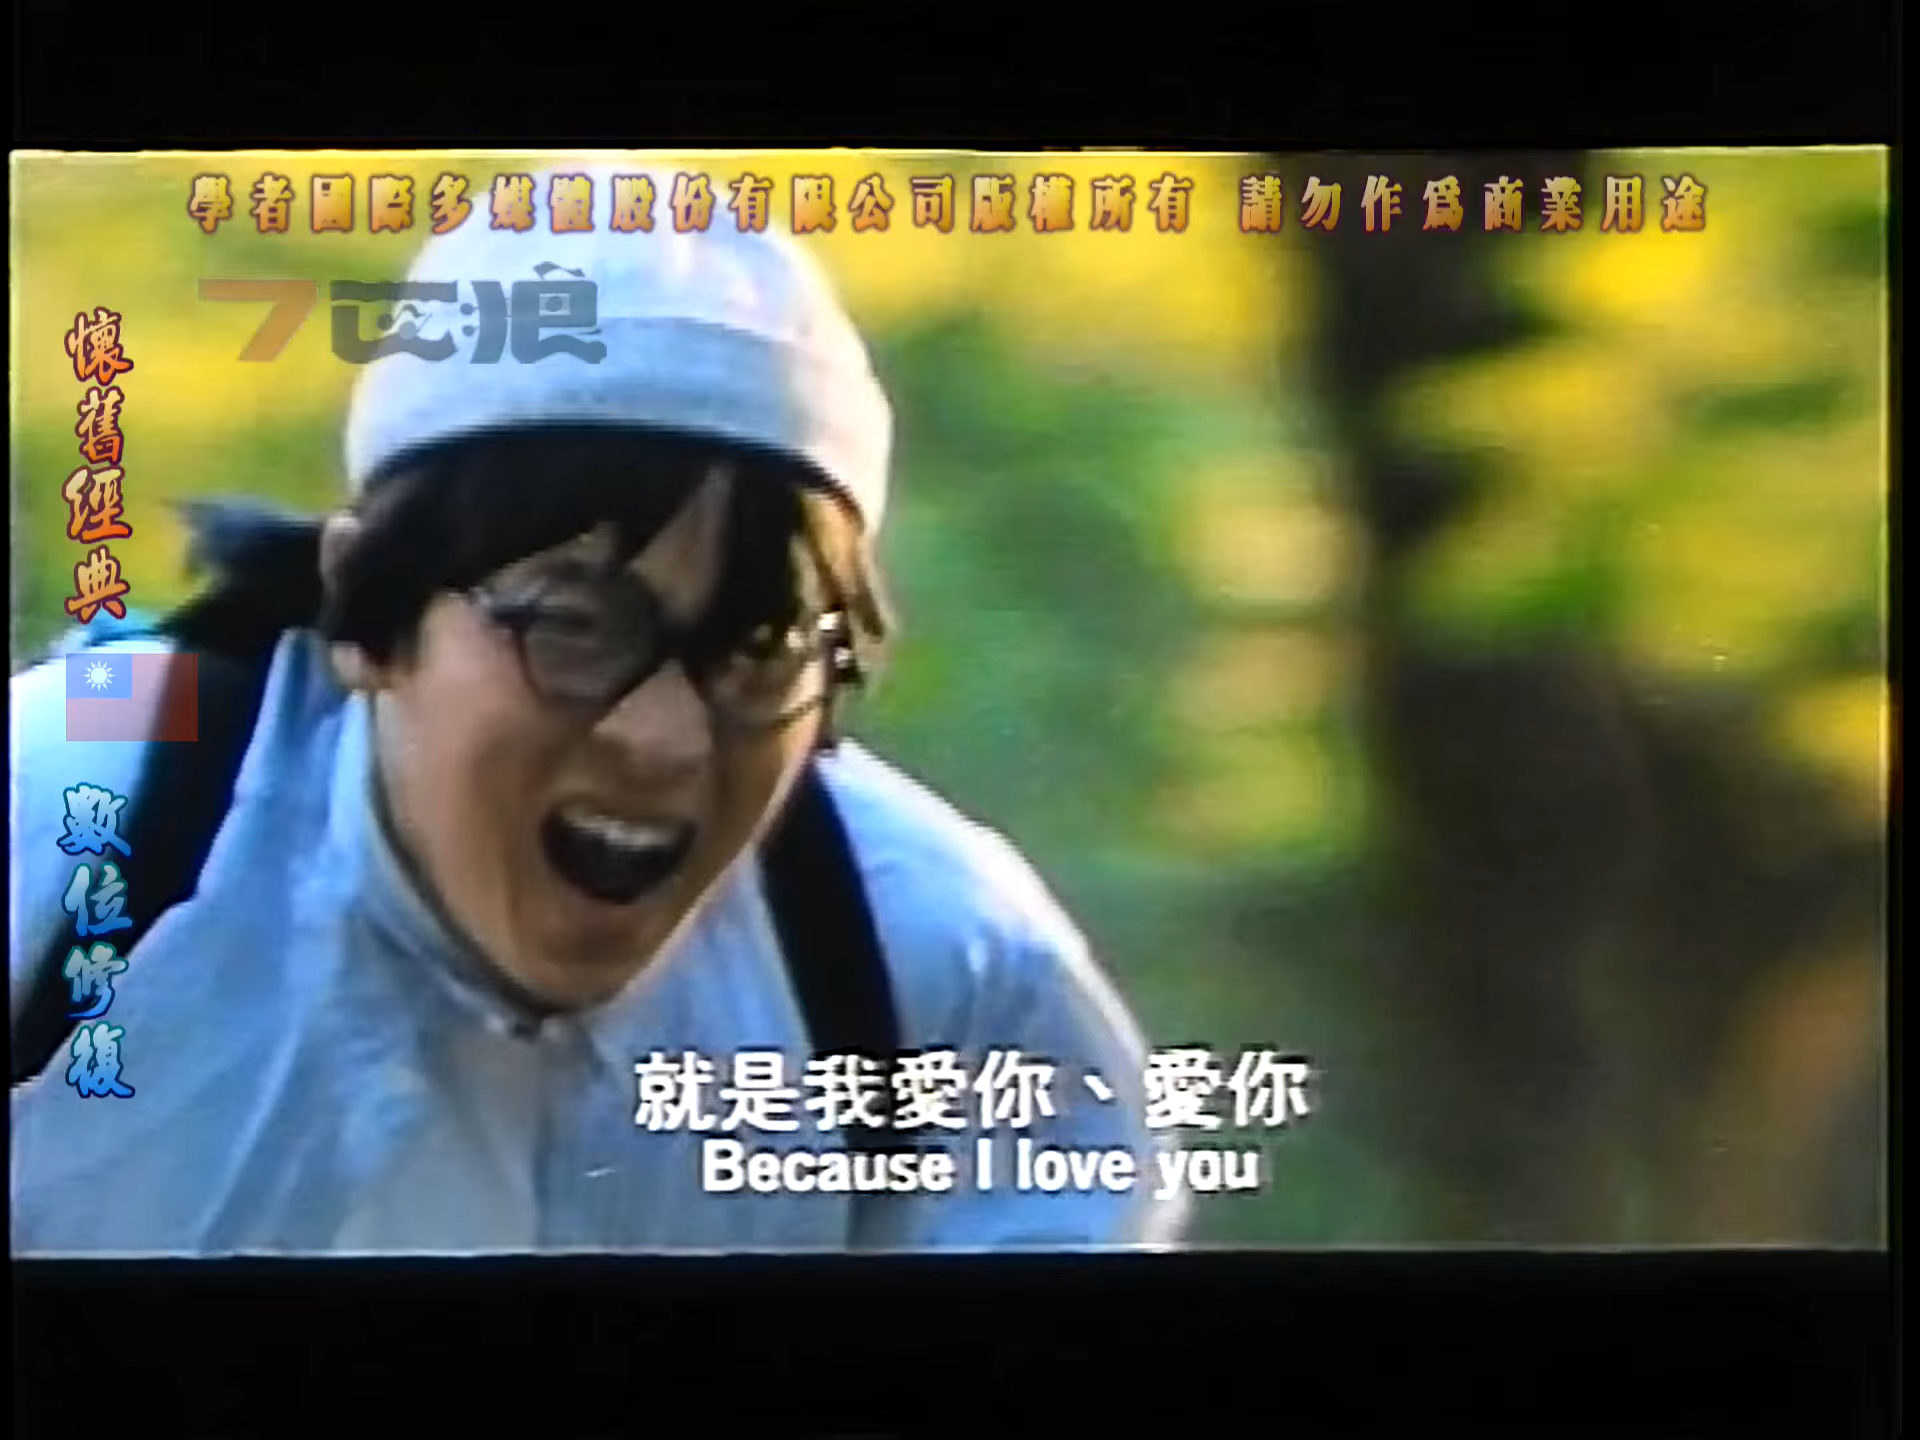 學者國際多媒體股份有限公司版權所有 請勿作爲商業用途
7匹狼
懷舊經典
數位修復
就是我愛你、愛你
Because I love you